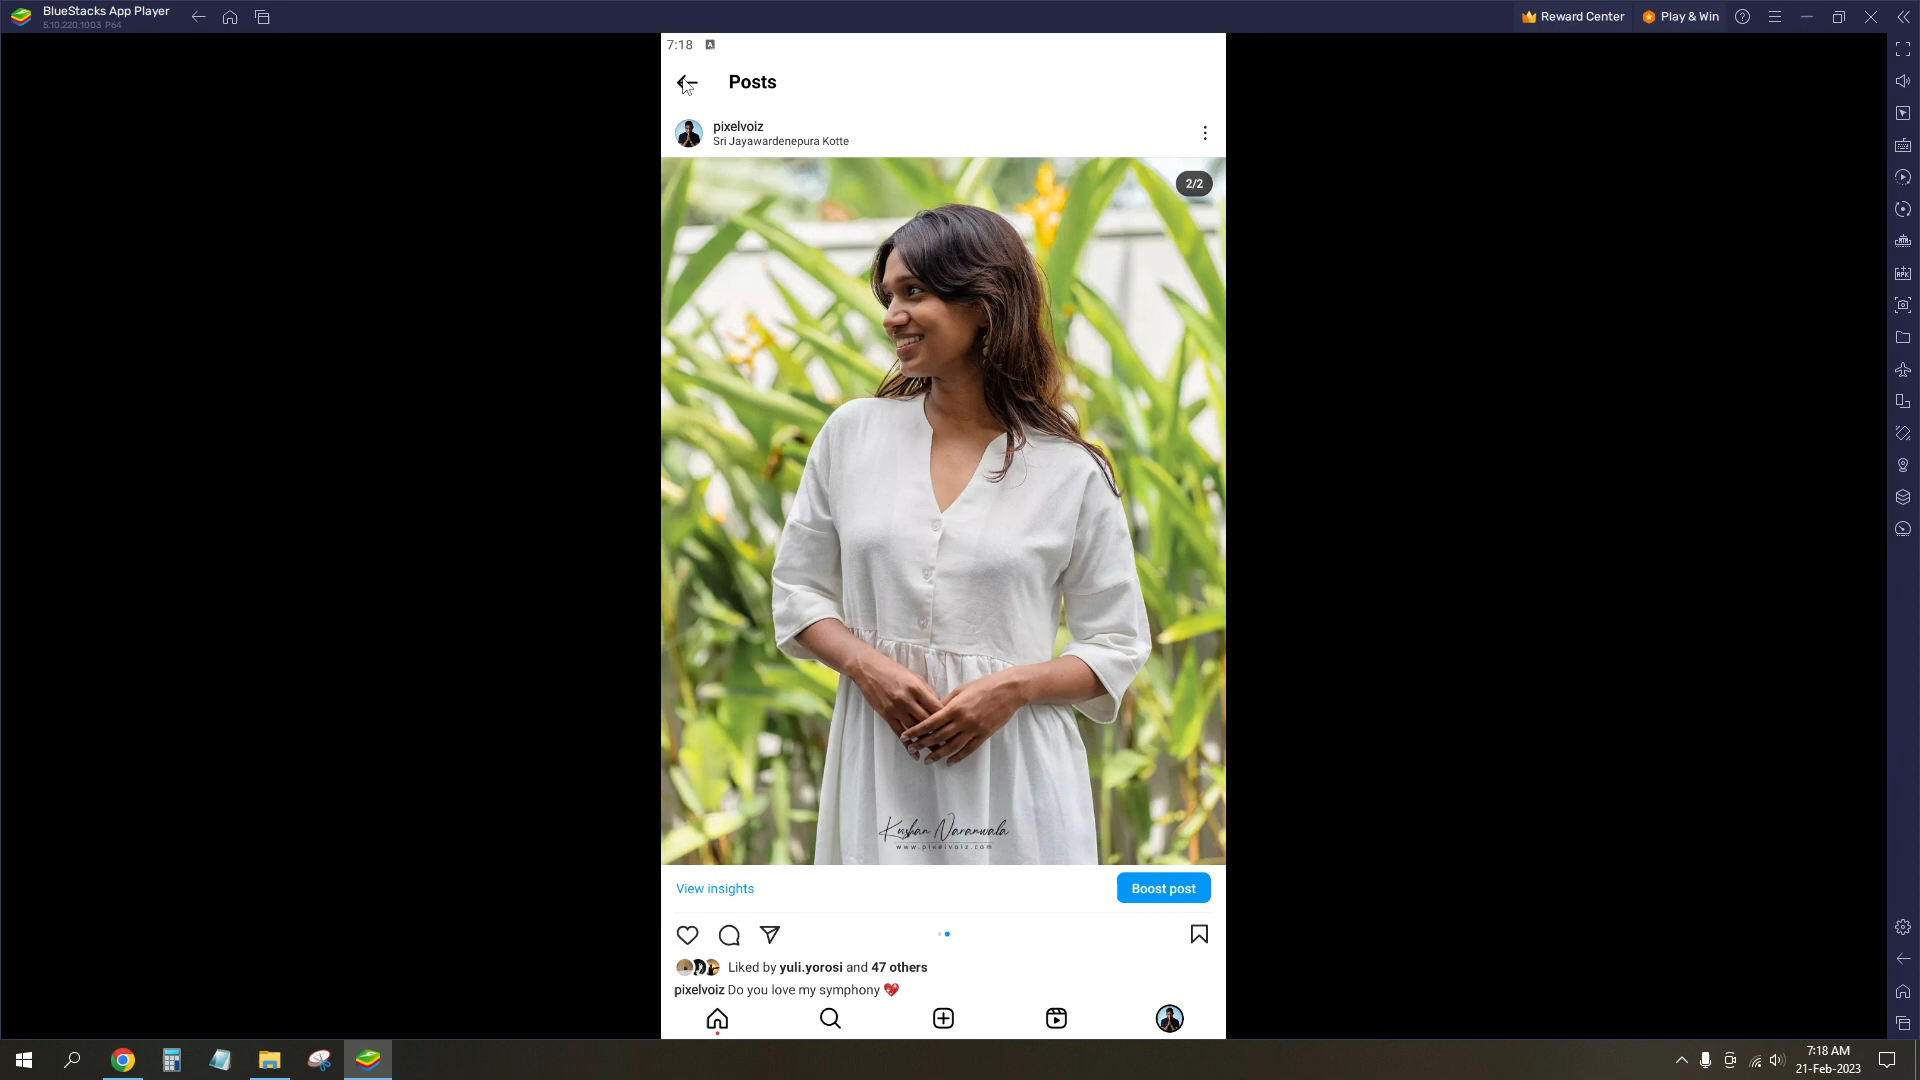 BlueStacks App Player
5.10.220.1003 P64
Reward Center
Play & Win
7:18
A
Posts
pixelvoiz
Sri Jayawardenepura Kotte
2/2
Kushan Naranwala
www.pixelvoiz.com
View insights
Boost post
Liked by yuli.yorosi and 47 others
pixelvoiz Do you love my symphony 💖
7:18 AM
21-Feb-2023